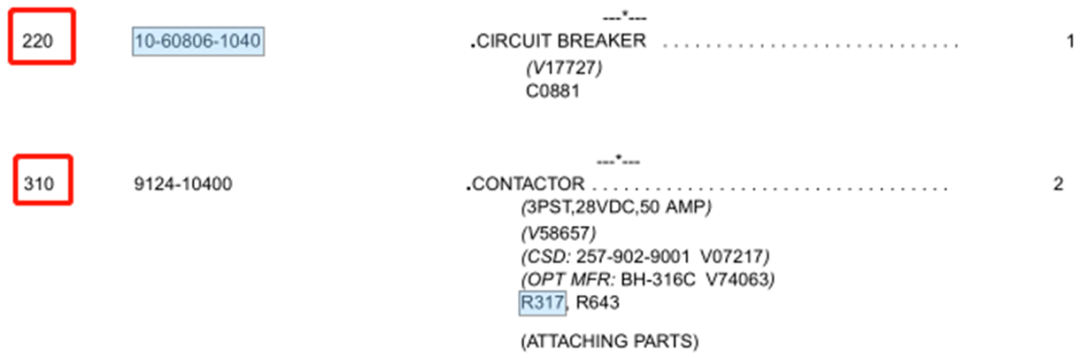 ---*---
220 10-60806-1040 .CIRCUIT BREAKER ............................ 1
(V17727)
C0881
---*---
310 9124-10400 .CONTACTOR .................................. 2
(3PST,28VDC,50 AMP)
(V58657)
(CSD: 257-902-9001 V07217)
(OPT MFR: BH-316C V74063)
R317, R643
(ATTACHING PARTS)